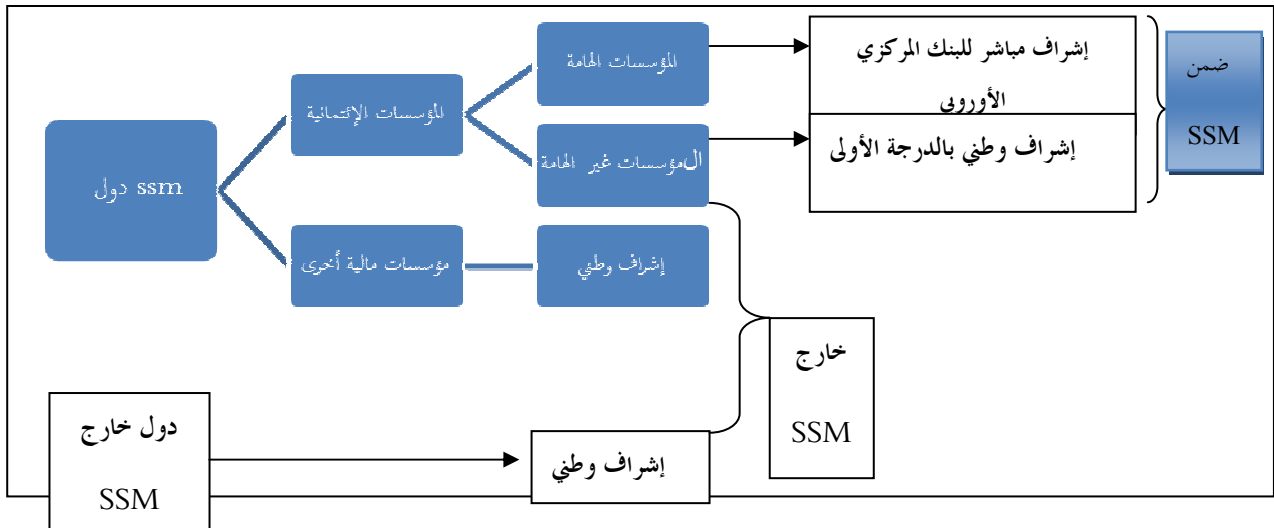 إشراف مباشر للبنك المركزي
الأوروبي
ضمن
SSM
المؤسسات الهامة
المؤسسات الإئتمانية
إشراف وطني بالدرجة الأولى
المؤسسات غير الهامة
دول ssm
مؤسسات مالية أخرى
إشراف وطني
خارج
SSM
دول خارج
SSM
إشراف وطني